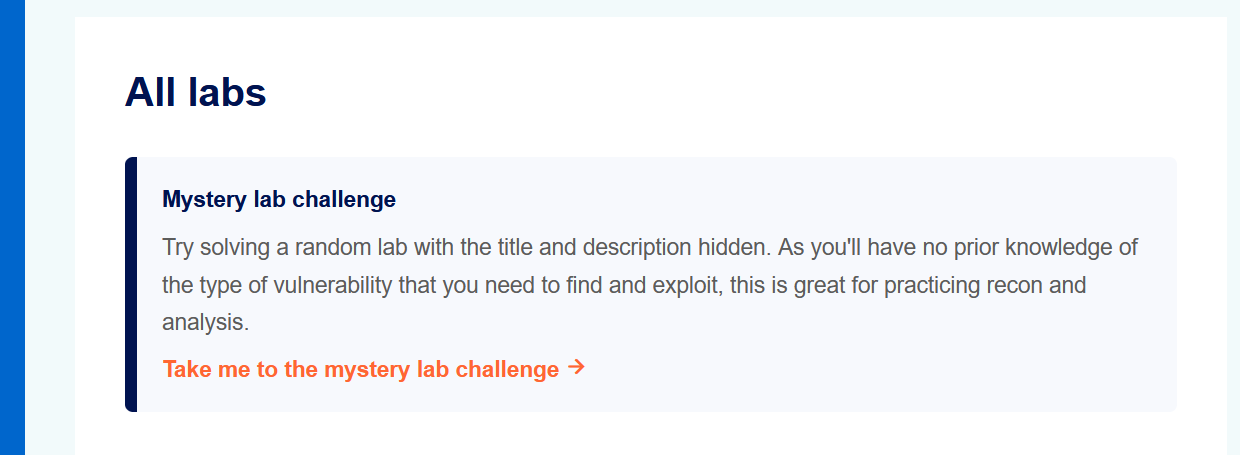 All labs
Mystery lab challenge
Try solving a random lab with the title and description hidden. As you'll have no prior knowledge of
the type of vulnerability that you need to find and exploit, this is great for practicing recon and
analysis.
Take me to the mystery lab challenge →